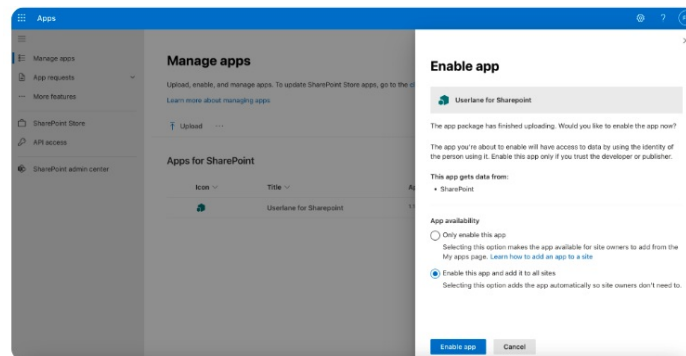 Apps
?
Manage apps
App requests
More features
SharePoint Store
API access
SharePoint admin center
Manage apps
Upload, enable, and manage apps. To update SharePoint Store apps, go to the
Learn more about managing apps
Upload
Apps for SharePoint
Icon
Title
Userlane for Sharepoint
Enable app
Userlane for Sharepoint
The app package has finished uploading. Would you like to enable the app now?
The app you're about to enable will have access to data by using the identity of
the person using it. Enable this app only if you trust the developer or publisher.
This app gets data from:
• SharePoint
App availability
Only enable this app
Selecting this option makes the app available for site owners to add from the
My apps page. Learn how to add an app to a site
Enable this app and add it to all sites
Selecting this option adds the app automatically so site owners don't need to.
Enable app
Cancel